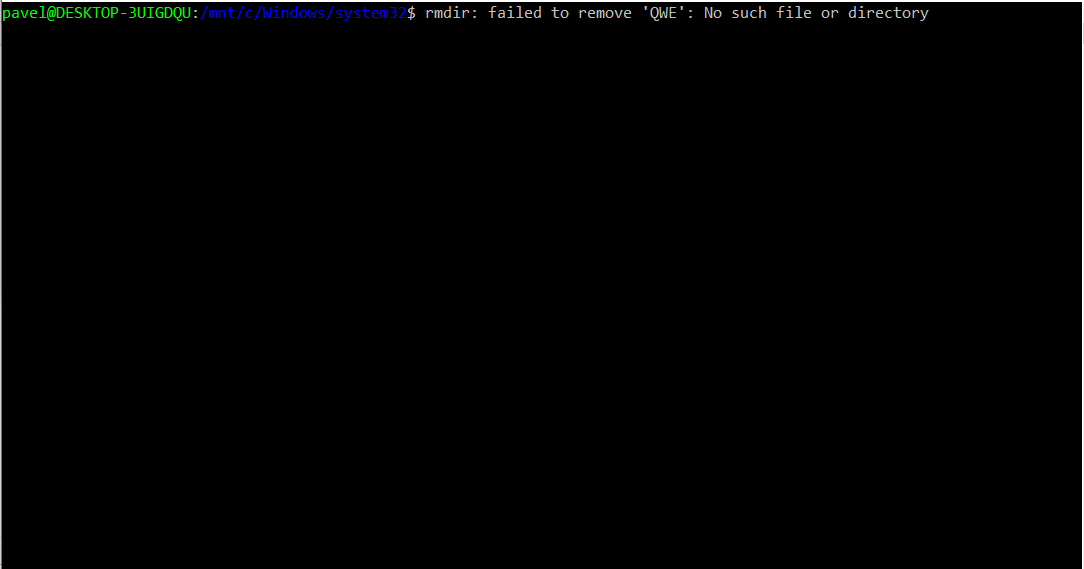 pavel@DESKTOP-3UIGDQU:/mnt/c/Windows/system32$ rmdir: failed to remove 'QWE': No such file or directory